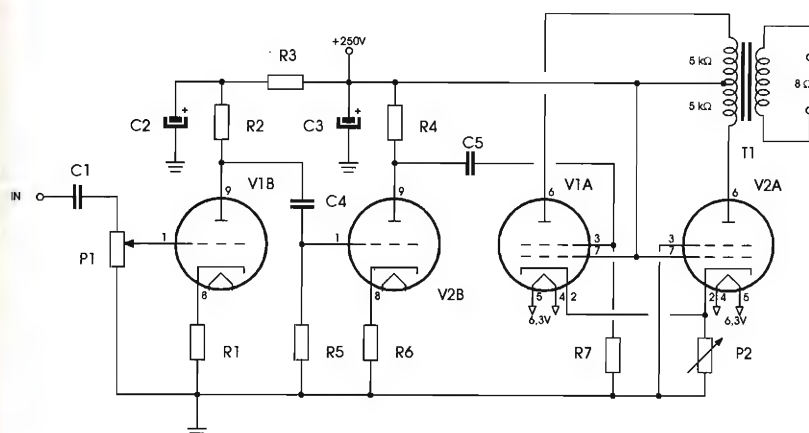 +250V
R3
5 kΩ
5 kΩ
8 Ω
C2
+
R2
C3
+
R4
C5
T1
C1
IN
9
V1B
C4
9
6
V1A
6
V2A
P1
1
1
3
7
3
7
8
8
V2B
5
4
2
6,3V
2
4
5
6,3V
R1
R5
R6
R7
P2